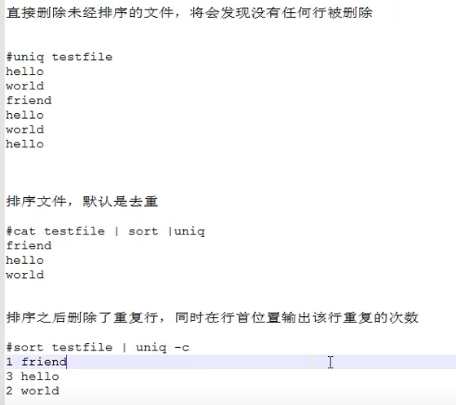 直接删除未经排序的文件，将会发现没有任何行被删除
#uniq testfile
hello
world
friend
hello
world
hello
排序文件，默认是去重
#cat testfile | sort |uniq
friend
hello
world
排序之后删除了重复行，同时在行首位置输出该行重复的次数
#sort testfile | uniq -c
1 friend
3 hello
2 world